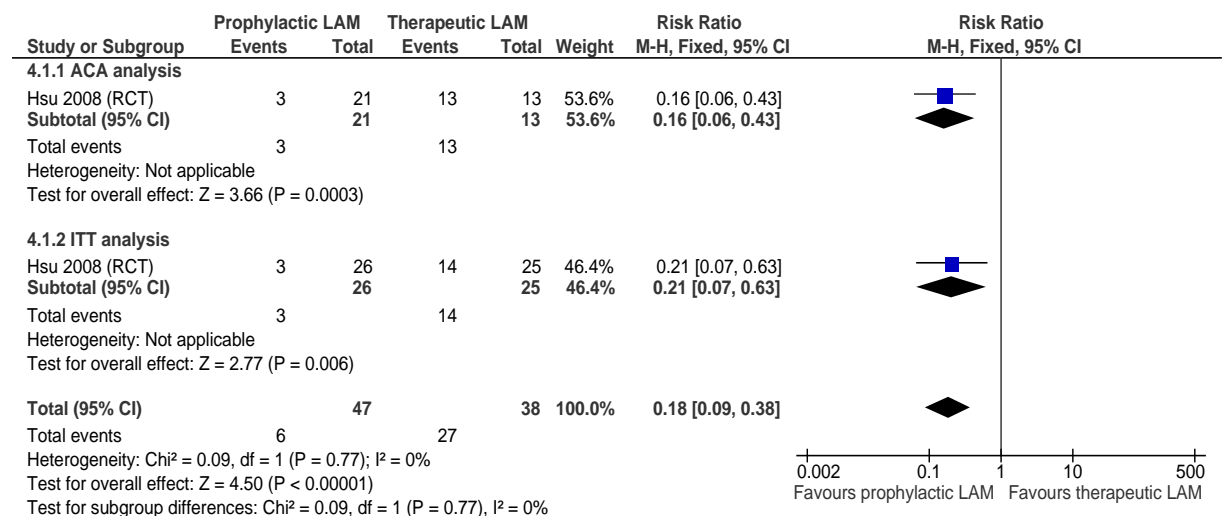 Prophylactic LAM Therapeutic LAM Risk Ratio Risk Ratio
Study or Subgroup Events Total Events Total Weight M-H, Fixed, 95% CI M-H, Fixed, 95% CI
4.1.1 ACA analysis
Hsu 2008 (RCT) 3 21 13 13 53.6% 0.16 [0.06, 0.43]
Subtotal (95% CI) 21 13 53.6% 0.16 [0.06, 0.43]
Total events 3 13
Heterogeneity: Not applicable
Test for overall effect: Z = 3.66 (P = 0.0003)
4.1.2 ITT analysis
Hsu 2008 (RCT) 3 26 14 25 46.4% 0.21 [0.07, 0.63]
Subtotal (95% CI) 26 25 46.4% 0.21 [0.07, 0.63]
Total events 3 14
Heterogeneity: Not applicable
Test for overall effect: Z = 2.77 (P = 0.006)
Total (95% CI) 47 38 100.0% 0.18 [0.09, 0.38]
Total events 6 27
Heterogeneity: Chi² = 0.09, df = 1 (P = 0.77); I² = 0%
Test for overall effect: Z = 4.50 (P < 0.00001)
Test for subgroup differences: Chi² = 0.09, df = 1 (P = 0.77), I² = 0%
0.002 0.1 1 10 500
Favours prophylactic LAM Favours therapeutic LAM